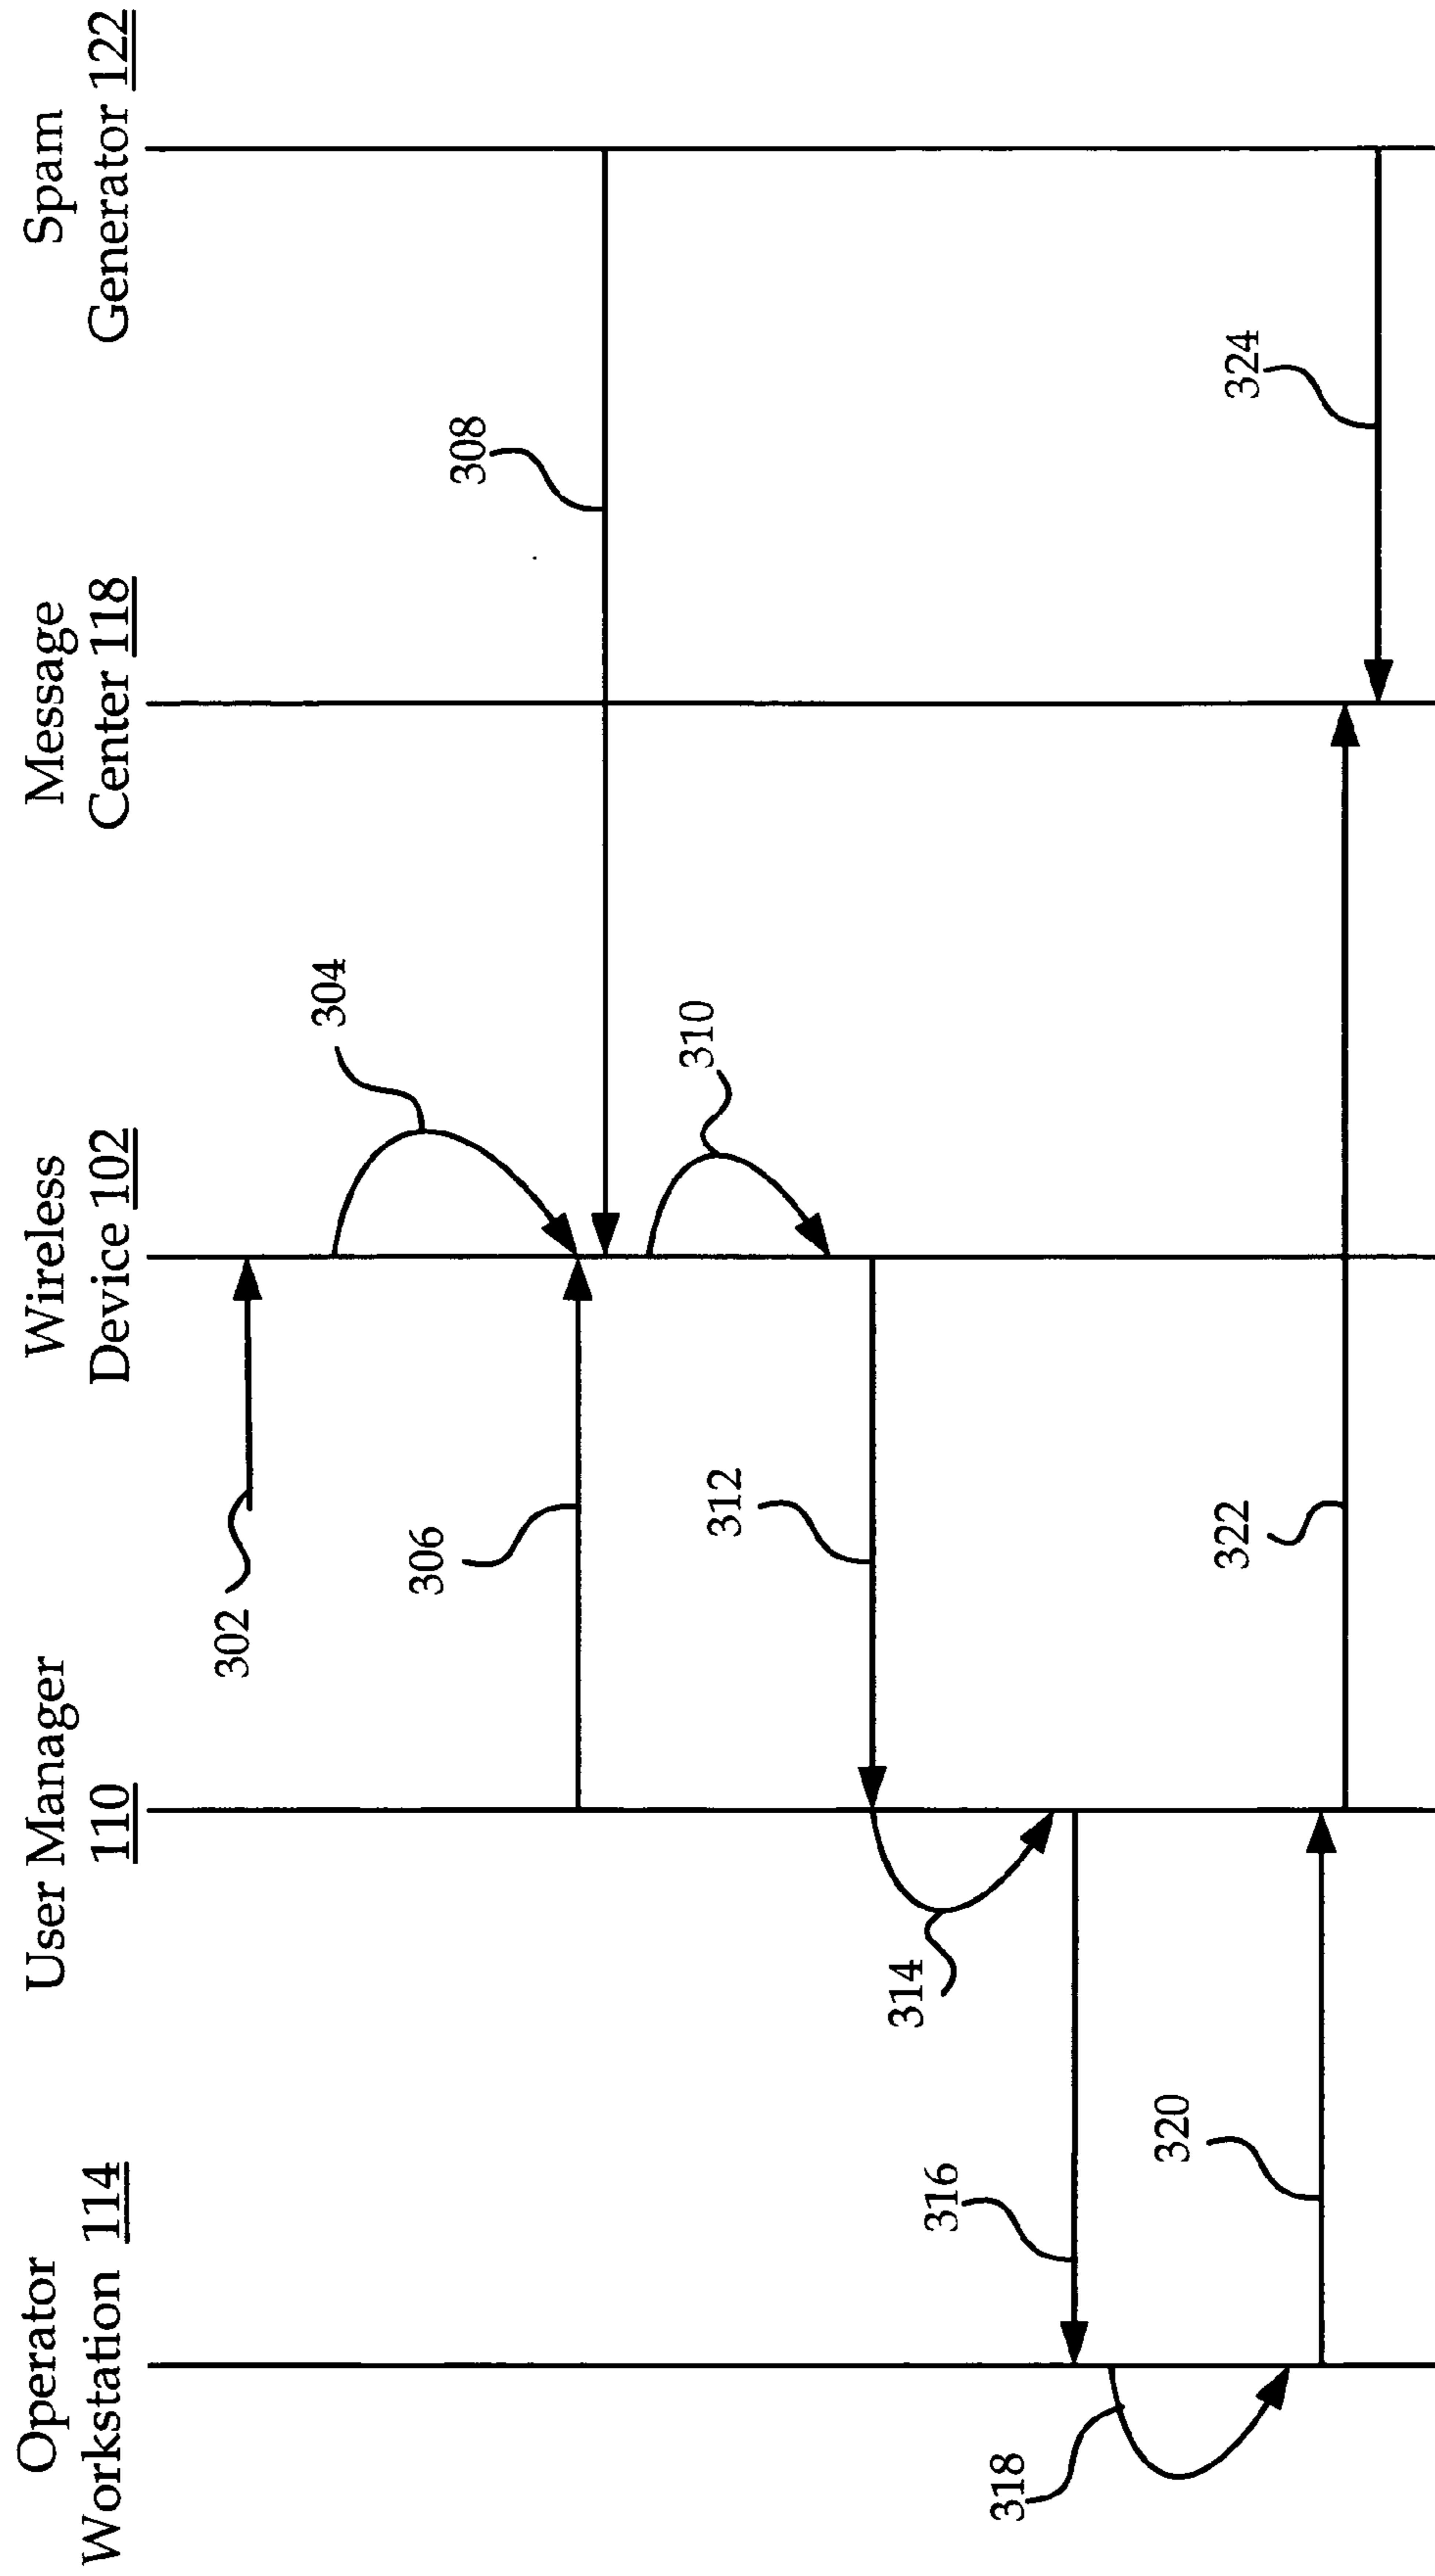 Operator
Workstation 114
User Manager
110
Wireless
Device 102
Message
Center 118
Spam
Generator 122
302
304
306
308
310
312
314
316
318
320
322
324